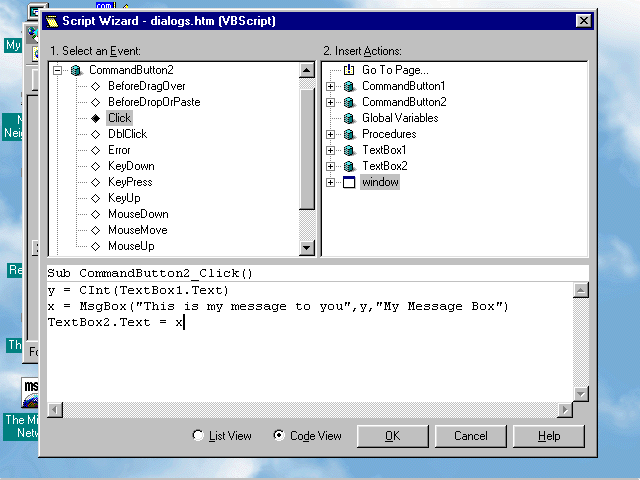 com
Script Wizard - dialogs.htm (VBScript)
My
1. Select an Event:
2. Insert Actions:
CommandButton2
BeforeDragOver
BeforeDropOrPaste
Click
DblClick
Error
KeyDown
KeyPress
KeyUp
MouseDown
MouseMove
MouseUp
Go To Page...
CommandButton1
CommandButton2
Global Variables
Procedures
TextBox1
TextBox2
window
N
Neig
Re
Th
Fo
ms
The Mi
Netw
Sub CommandButton2_Click()
y = CInt(TextBox1.Text)
x = MsgBox("This is my message to you",y,"My Message Box")
TextBox2.Text = x
List View
Code View
OK
Cancel
Help